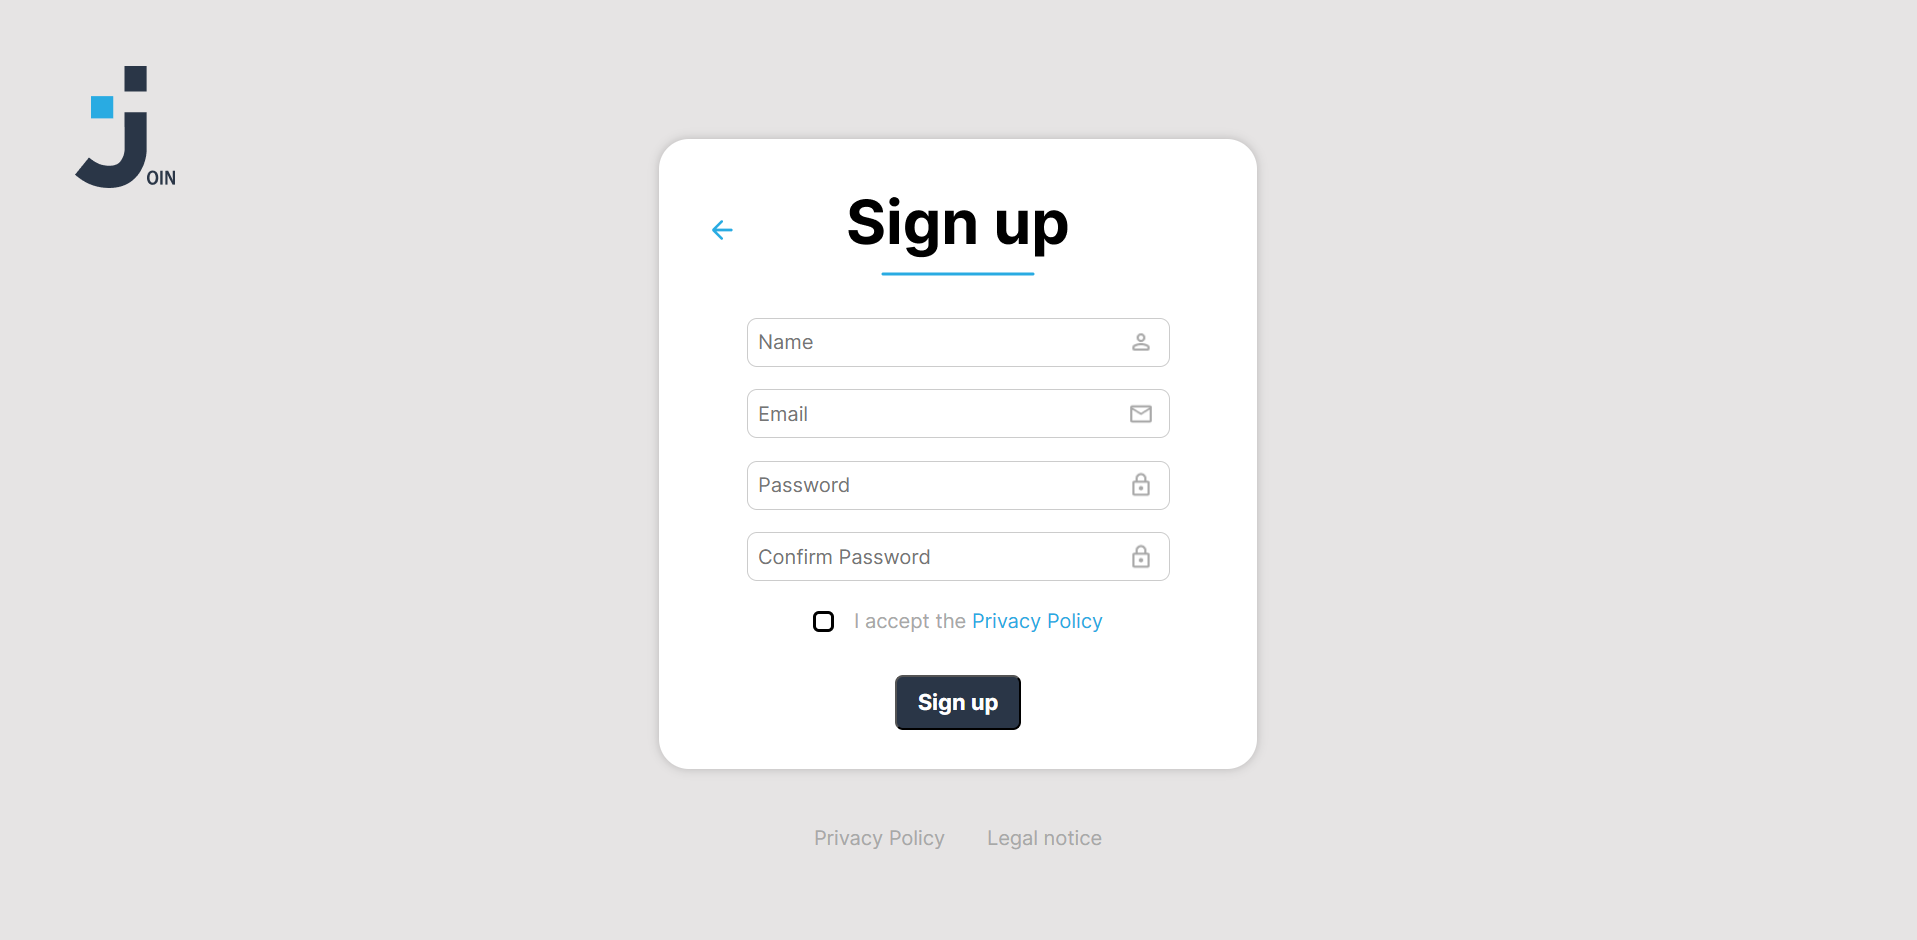 JOIN
Sign up
Name
Email
Password
Confirm Password
I accept the Privacy Policy
Sign up
Privacy Policy Legal notice